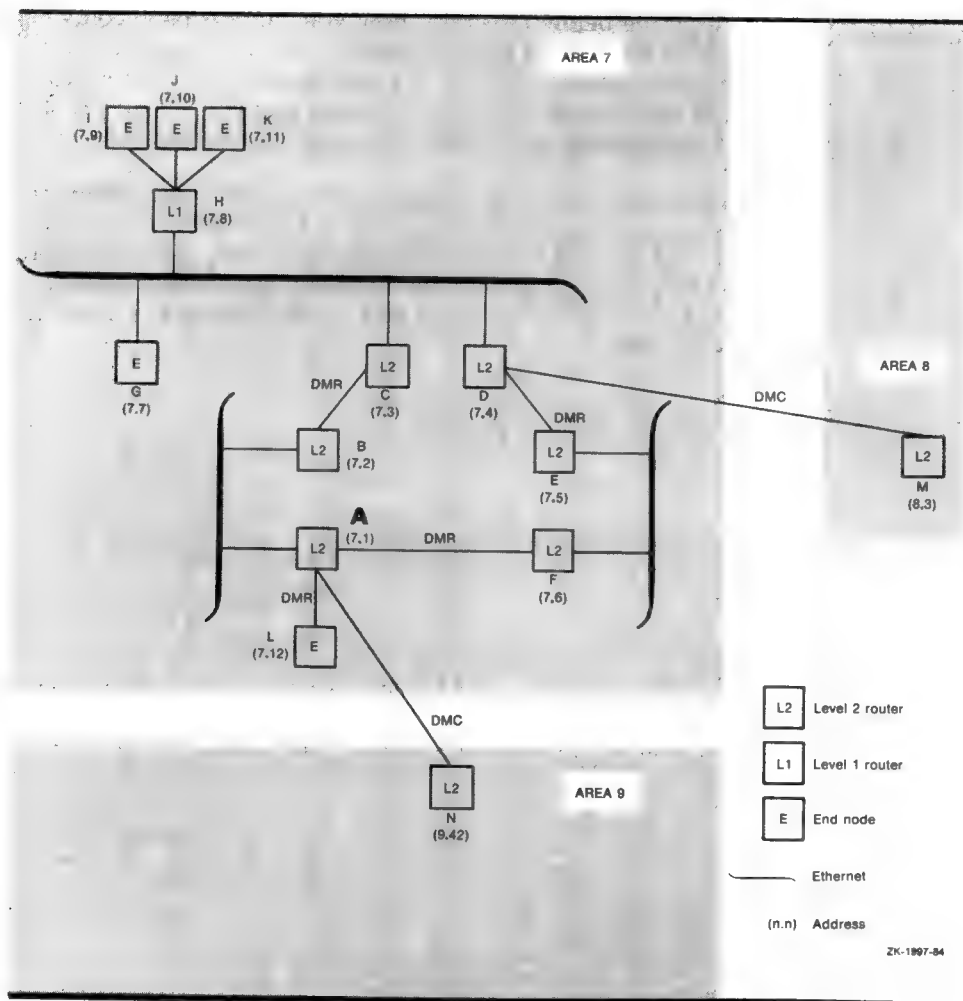 AREA 7
J
(7.10)
I
(7.9)
E
E
E
K
(7.11)
L1
H
(7.8)
E
G
(7.7)
L2
C
(7.3)
L2
D
(7.4)
AREA 8
DMR
DMR
DMC
L2
B
(7.2)
L2
E
(7.5)
L2
M
(8.3)
A
(7.1)
L2
DMR
L2
F
(7.6)
DMR
L
(7.12)
E
DMC
L2
N
(9.42)
AREA 9
L2 Level 2 router
L1 Level 1 router
E End node
Ethernet
(n.n) Address
ZK-1997-84